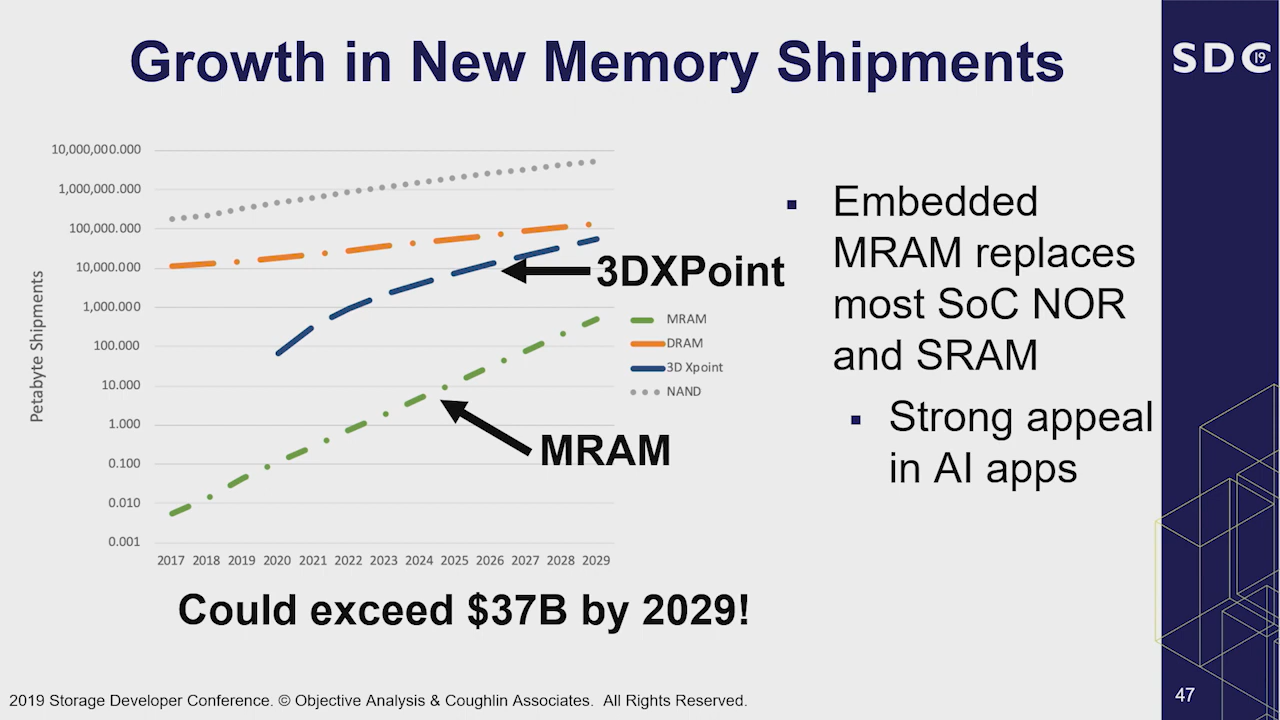 Growth in New Memory Shipments
SDC
19
10,000,000.000
1,000,000.000
100,000.000
10,000.000
1,000.000
100.000
10.000
1.000
0.100
0.010
0.001
Petabyte Shipments
2017 2018 2019 2020 2021 2022 2023 2024 2025 2026 2027 2028 2029
3DXPoint
MRAM
MRAM
DRAM
3D Xpoint
NAND
Could exceed $37B by 2029!
▪ Embedded
MRAM replaces
most SoC NOR
and SRAM
▪ Strong appeal
in AI apps
2019 Storage Developer Conference. © Objective Analysis & Coughlin Associates. All Rights Reserved.
47